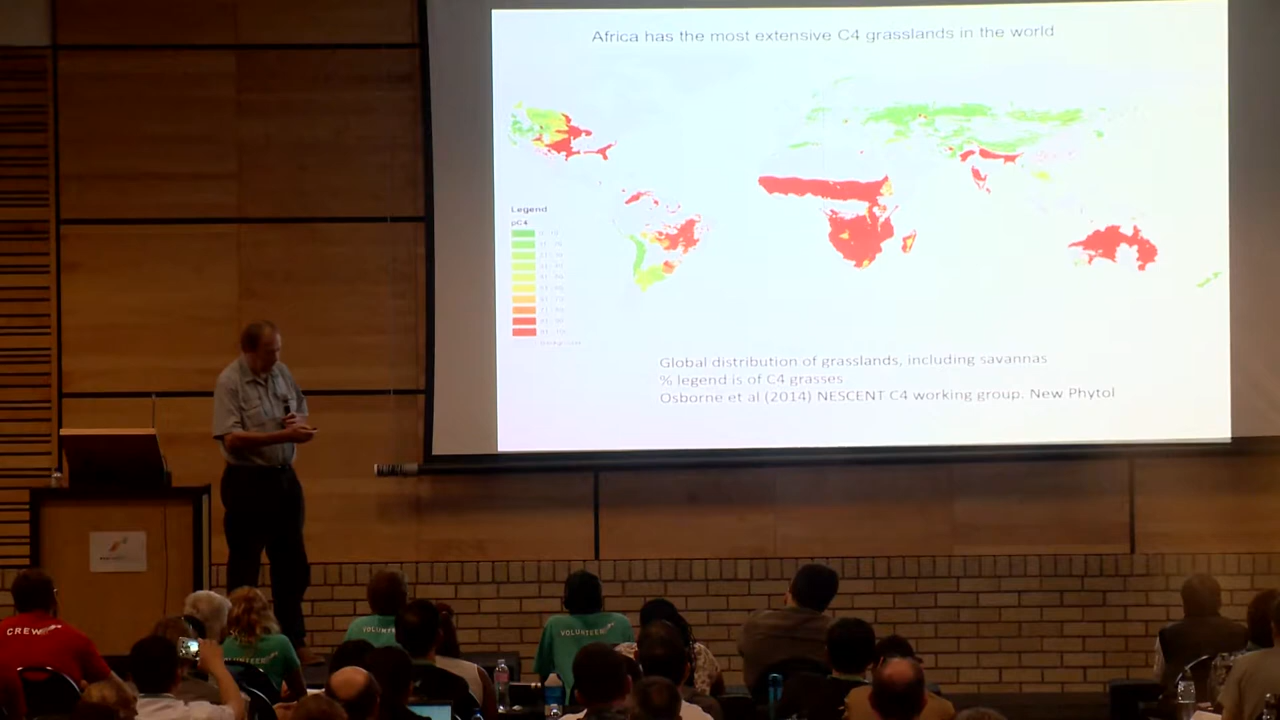 Africa has the most extensive C4 grasslands in the world
Legend
pC4
Global distribution of grasslands, including savannas
% legend is of C4 grasses
Osborne et al (2014) NESCENT C4 working group. New Phytol
CREW
VOLUNTEER